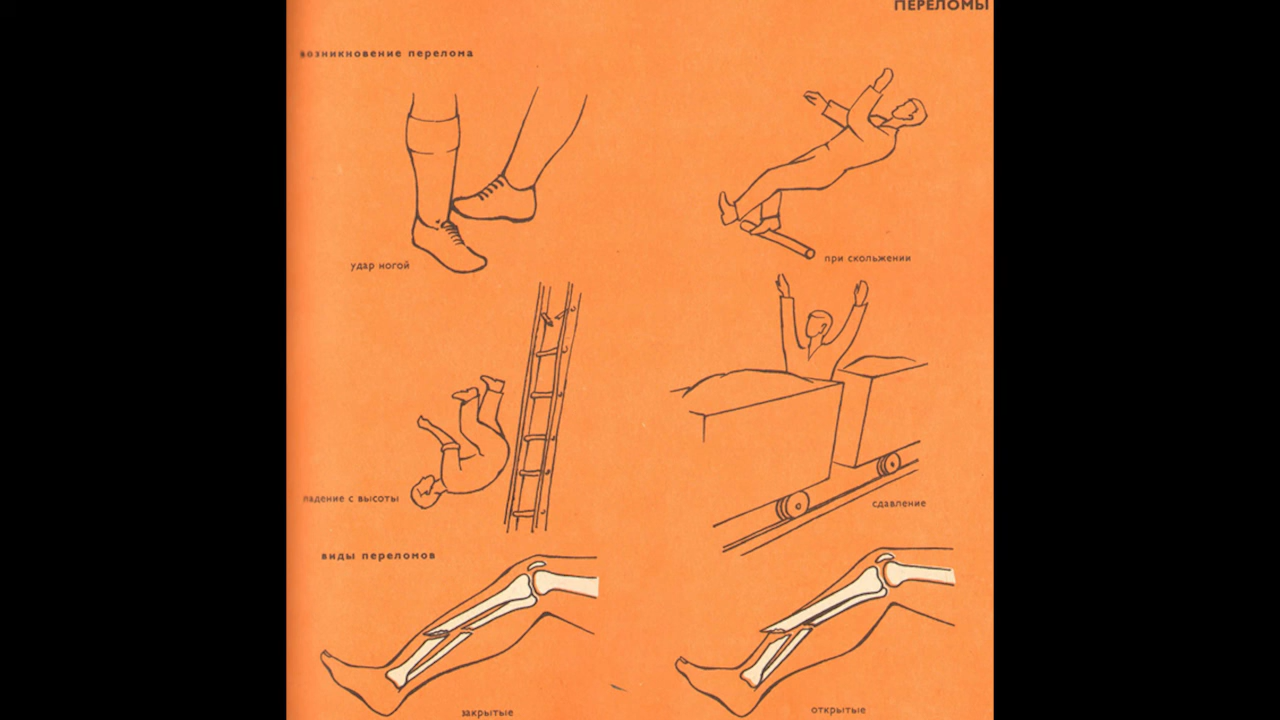 ПЕРЕЛОМЫ
возникновение перелома
удар ногой
при скольжении
падение с высоты
сдавление
виды переломов
закрытые
открытые